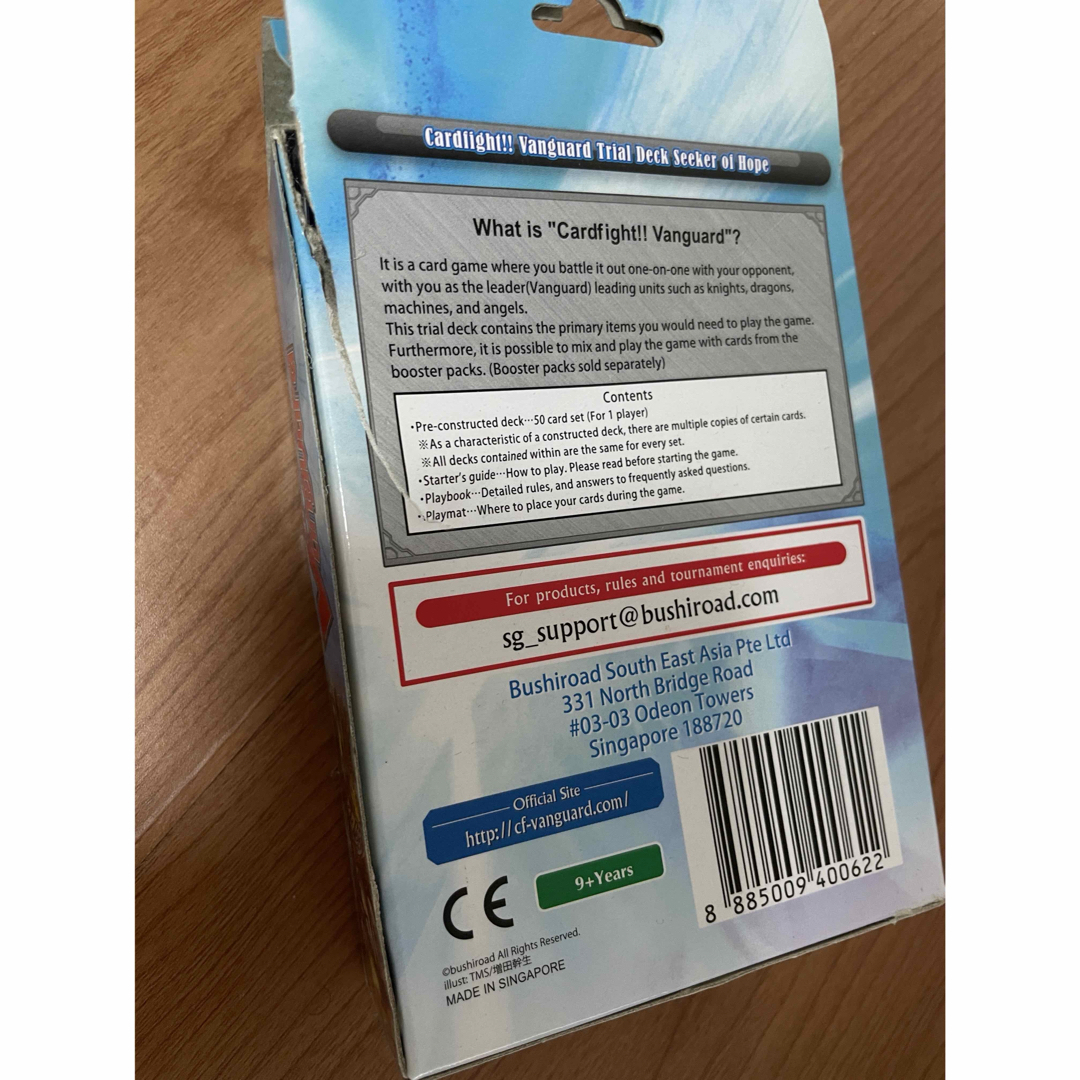 Cardfight!! Vanguard Trial Deck Seeker of Hope
What is "Cardfight!! Vanguard"?
It is a card game where you battle it out one-on-one with your opponent,
with you as the leader(Vanguard) leading units such as knights, dragons,
machines, and angels.
This trial deck contains the primary items you would need to play the game.
Furthermore, it is possible to mix and play the game with cards from the
booster packs. (Booster packs sold separately)
Contents
・Pre-constructed deck…50 card set (For 1 player)
※As a characteristic of a constructed deck, there are multiple copies of certain cards.
※All decks contained within are the same for every set.
・Starter's guide…How to play. Please read before starting the game.
・Playbook…Detailed rules, and answers to frequently asked questions.
・Playmat…Where to place your cards during the game.
For products, rules and tournament enquiries:
sg_support@bushiroad.com
Bushiroad South East Asia Pte Ltd
331 North Bridge Road
#03-03 Odeon Towers
Singapore 188720
Official Site
http://cf-vanguard.com/
CE
9+Years
8 885009 400622
©bushiroad All Rights Reserved.
illust: TMS/増田幹生
MADE IN SINGAPORE